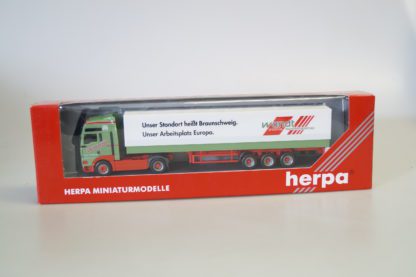 Unser Standort heißt Braunschweig.
Unser Arbeitsplatz Europa.
HERPA MINIATURMODELLE
herpa